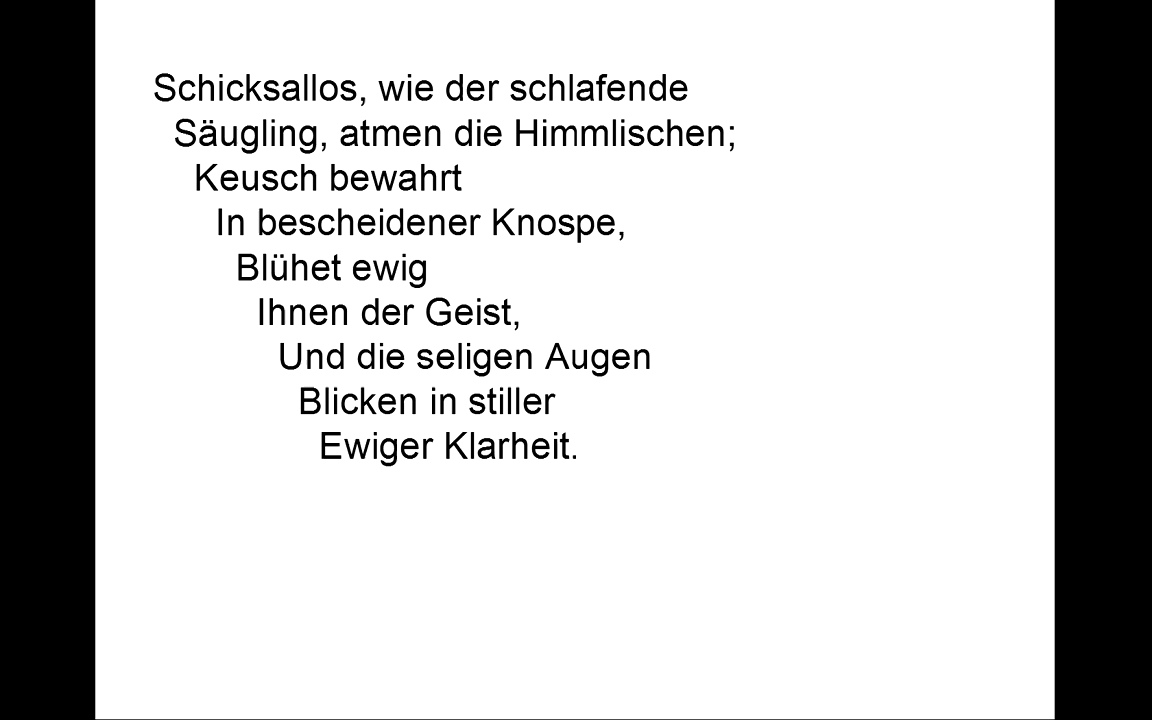 Schicksallos, wie der schlafende
Säugling, atmen die Himmlischen;
Keusch bewahrt
In bescheidener Knospe,
Blühet ewig
Ihnen der Geist,
Und die seligen Augen
Blicken in stiller
Ewiger Klarheit.